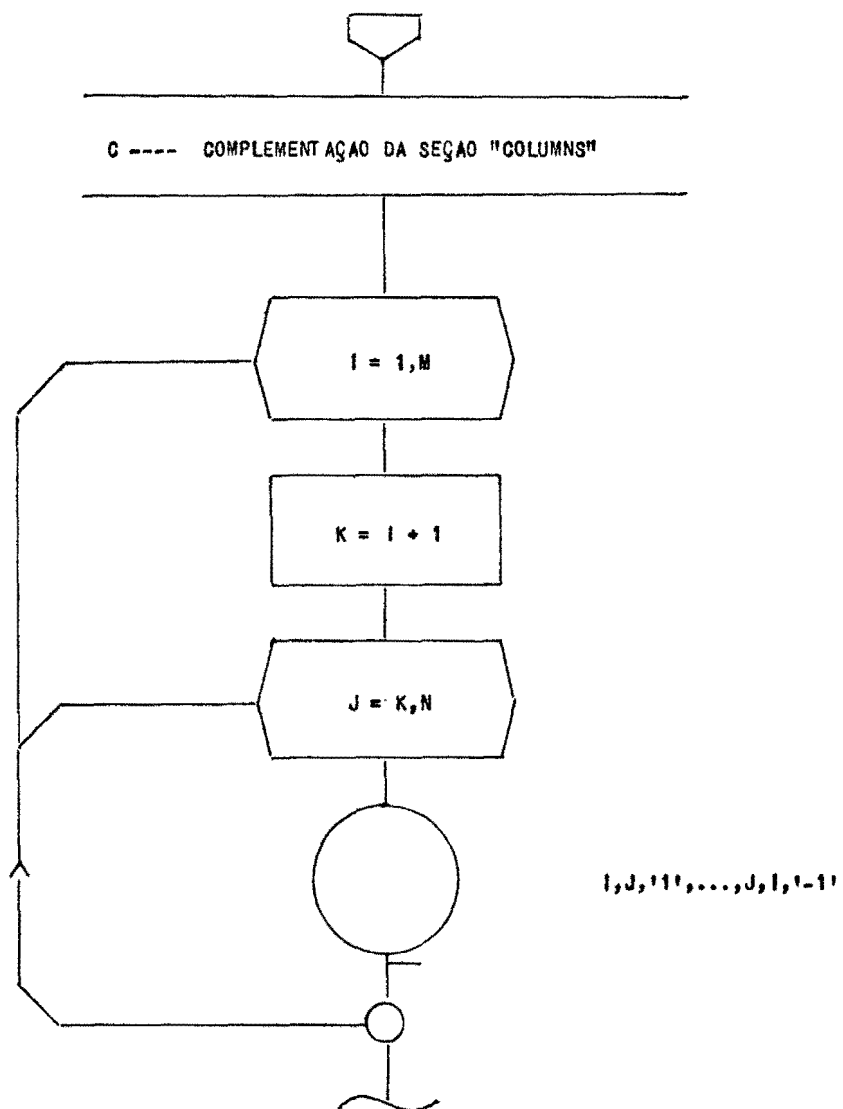 C ---- COMPLEMENTAÇAO DA SEÇAO "COLUMNS"
I = 1,M
K = I + 1
J = K,N
I,J,'1',...,J,I,'-1'